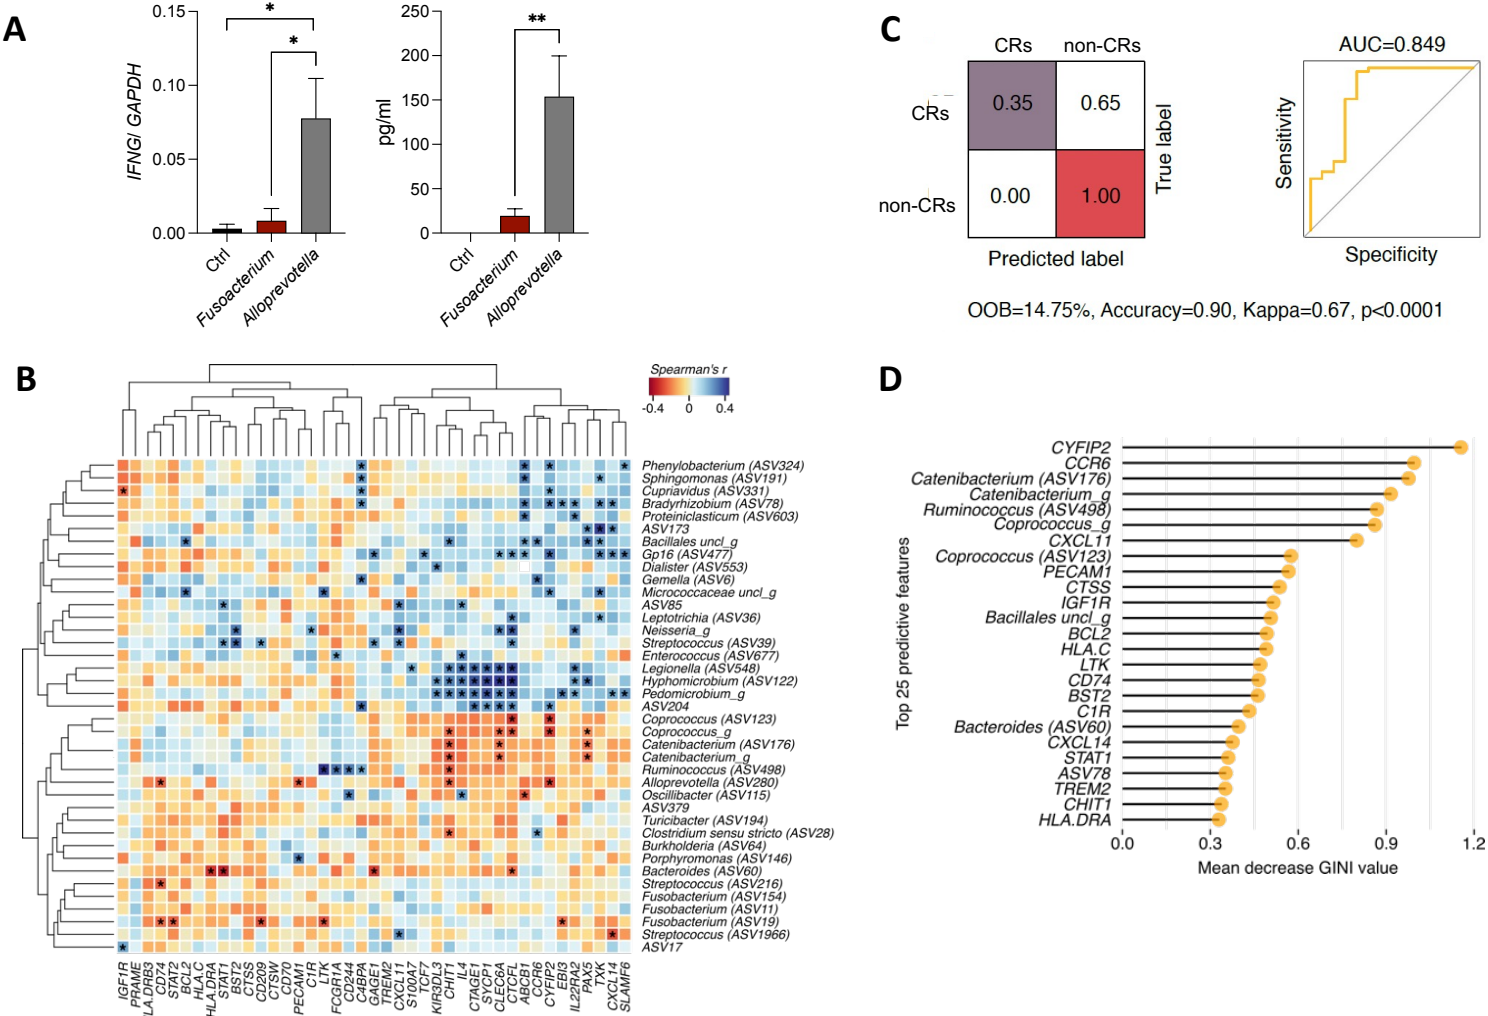 A
0.15
0.10
0.05
0.00
IFNG/ GAPDH
*
*
Ctrl
Fusoacterium
Alloprevotella
250
200
150
100
50
0
pg/ml
**
Ctrl
Fusoacterium
Alloprevotella
C
CRs non-CRs
CRs
0.35 0.65
non-CRs
0.00 1.00
True label
Predicted label
AUC=0.849
Sensitivity
Specificity
OOB=14.75%, Accuracy=0.90, Kappa=0.67, p<0.0001
B
Spearman's r
-0.4 0 0.4
Phenylobacterium (ASV324)
Sphingomonas (ASV191)
Cupriavidus (ASV331)
Bradyrhizobium (ASV78)
Proteiniclasticum (ASV603)
ASV173
Bacillales uncl_g
Gp16 (ASV477)
Dialister (ASV553)
Gemella (ASV6)
Micrococcaceae uncl_g
ASV85
Leptotrichia (ASV36)
Neisseria_g
Streptococcus (ASV39)
Enterococcus (ASV677)
Legionella (ASV548)
Hyphomicrobium (ASV122)
Pedomicrobium_g
ASV204
Coprococcus (ASV123)
Coprococcus_g
Catenibacterium (ASV176)
Catenibacterium_g
Ruminococcus (ASV498)
Alloprevotella (ASV280)
Oscillibacter (ASV115)
ASV379
Turicibacter (ASV194)
Clostridium sensu stricto (ASV28)
Burkholderia (ASV64)
Porphyromonas (ASV146)
Bacteroides (ASV60)
Streptococcus (ASV216)
Fusobacterium (ASV154)
Fusobacterium (ASV11)
Fusobacterium (ASV19)
Streptococcus (ASV1966)
ASV17
IGF1R
PRAME
LA.DRB3
CD74
STAT2
BCL2
HLA.C
HLA.DRA
STAT1
BST2
CTSS
CD209
CTSW
CD70
PECAM1
C1R
LTK
FCGR1A
CD244
C4BPA
GAGE1
TREM2
CXCL11
S100A7
TCF7
KIR3DL3
CHIT1
IL4
CTAGE1
SYCP1
CLEC6A
CTCFL
ABCB1
CCR6
CYFIP2
EBI3
IL22RA2
PAX5
TXK
CXCL14
SLAMF6
D
Top 25 predictive features
CYFIP2
CCR6
Catenibacterium (ASV176)
Catenibacterium_g
Ruminococcus (ASV498)
Coprococcus_g
CXCL11
Coprococcus (ASV123)
PECAM1
CTSS
IGF1R
Bacillales uncl_g
BCL2
HLA.C
LTK
CD74
BST2
C1R
Bacteroides (ASV60)
CXCL14
STAT1
ASV78
TREM2
CHIT1
HLA.DRA
0.0 0.3 0.6 0.9 1.2
Mean decrease GINI value